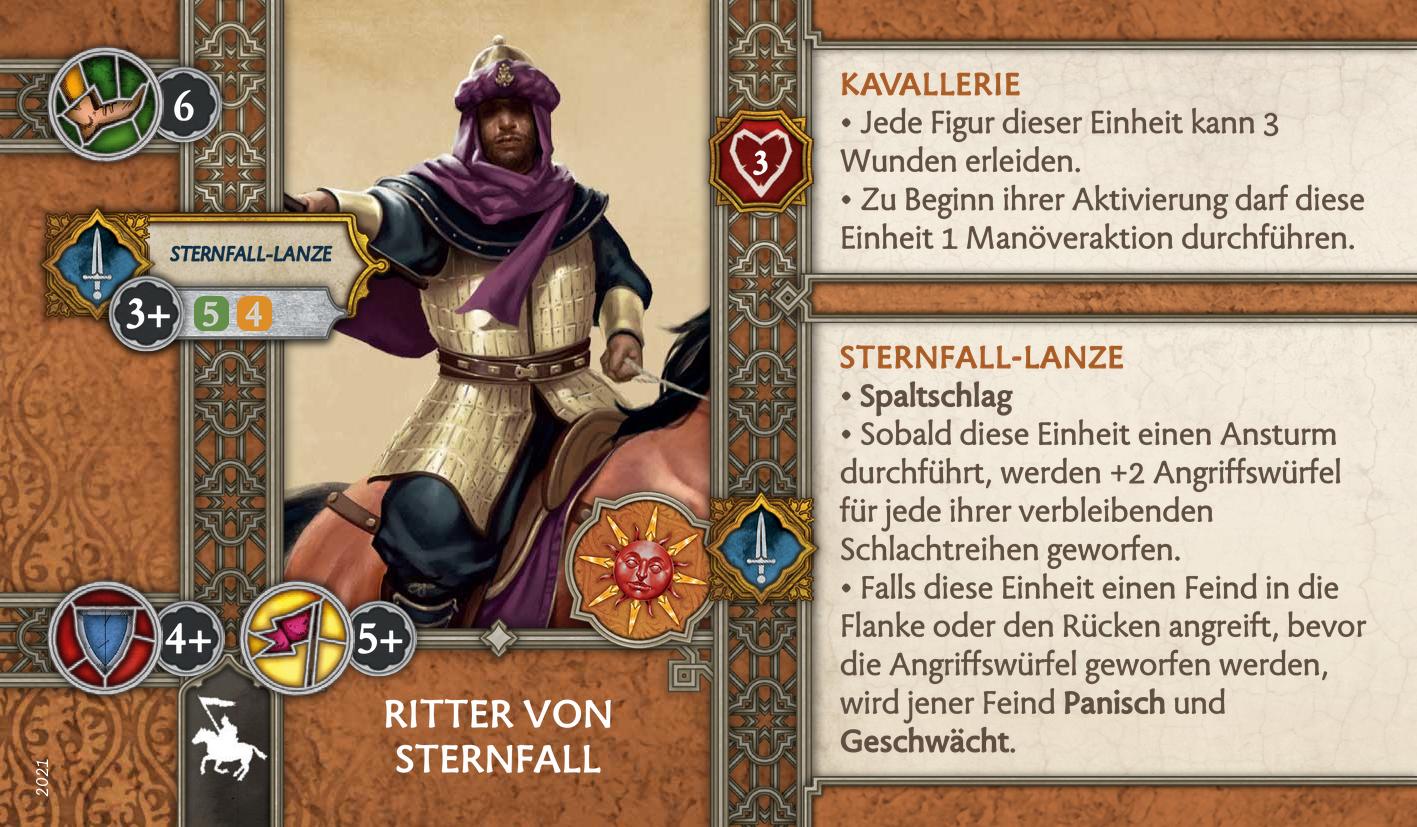 6
STERNFALL-LANZE
3+ 5 4
4+ 5+
RITTER VON
STERNFALL
2021
3
KAVALLERIE
• Jede Figur dieser Einheit kann 3
Wunden erleiden.
• Zu Beginn ihrer Aktivierung darf diese
Einheit 1 Manöveraktion durchführen.
STERNFALL-LANZE
• Spaltschlag
• Sobald diese Einheit einen Ansturm
durchführt, werden +2 Angriffswürfel
für jede ihrer verbleibenden
Schlachtreihen geworfen.
• Falls diese Einheit einen Feind in die
Flanke oder den Rücken angreift, bevor
die Angriffswürfel geworfen werden,
wird jener Feind Panisch und
Geschwächt.